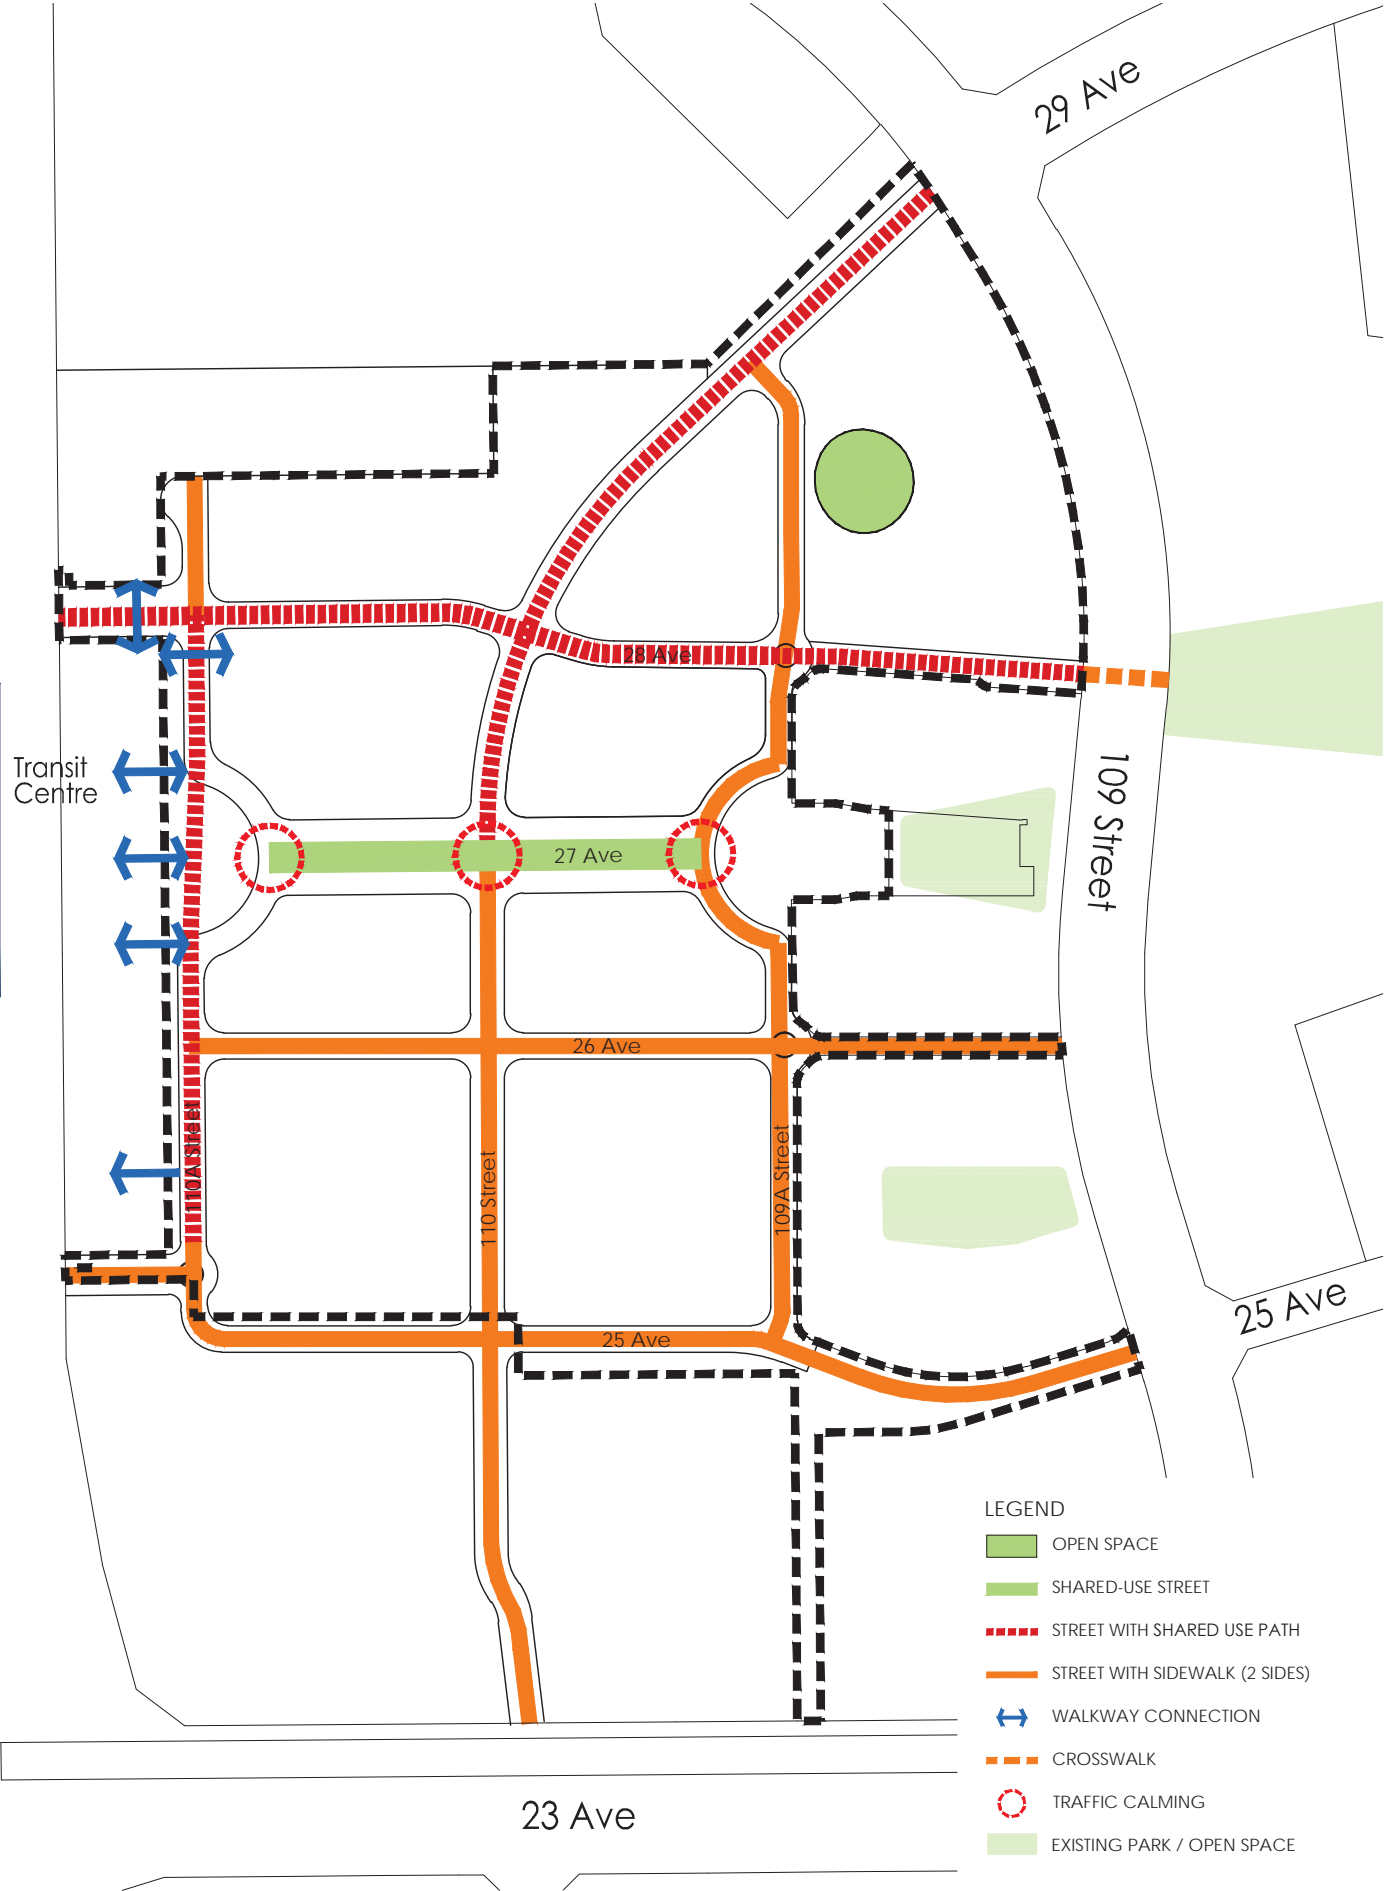 29 Ave
28 Ave
Transit
Centre
109 Street
27 Ave
26 Ave
110A Street
110 Street
109A Street
25 Ave
25 Ave
LEGEND
OPEN SPACE
SHARED-USE STREET
STREET WITH SHARED USE PATH
STREET WITH SIDEWALK (2 SIDES)
WALKWAY CONNECTION
CROSSWALK
TRAFFIC CALMING
EXISTING PARK / OPEN SPACE
23 Ave